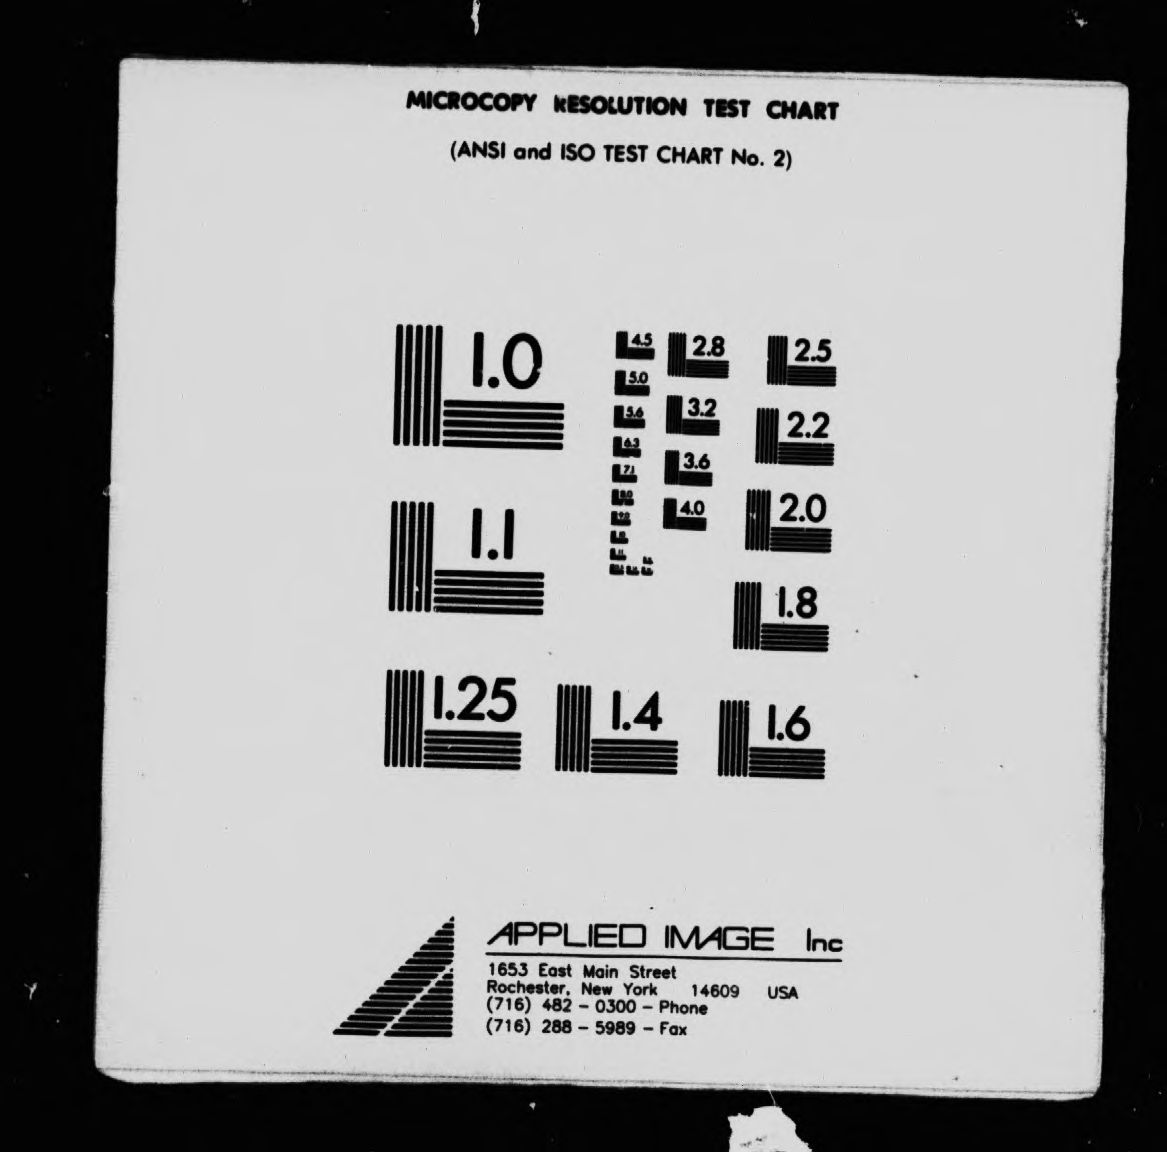 MICROCOPY RESOLUTION TEST CHART
(ANSI and ISO TEST CHART No. 2)
1.0
4.5
2.8
2.5
5.0
5.6
3.2
2.2
6.3
3.6
7.1
8.0
4.0
2.0
9.0
1.1
1.8
1.25
1.4
1.6
APPLIED IMAGE Inc
1653 East Main Street
Rochester, New York 14609 USA
(716) 482 - 0300 - Phone
(716) 288 - 5989 - Fax